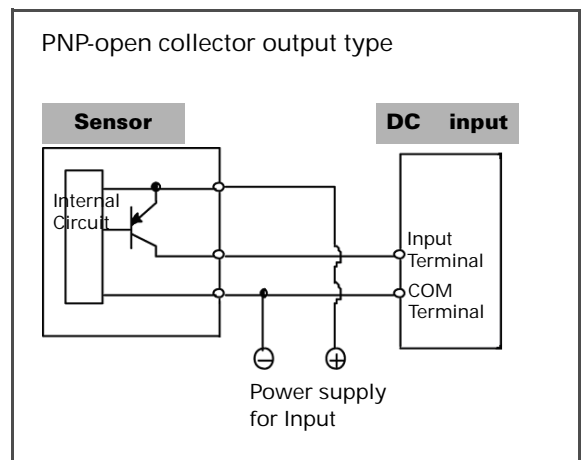 PNP-open collector output type
Sensor
DC input
Internal
Circuit
Input
Terminal
COM
Terminal
Power supply
for Input